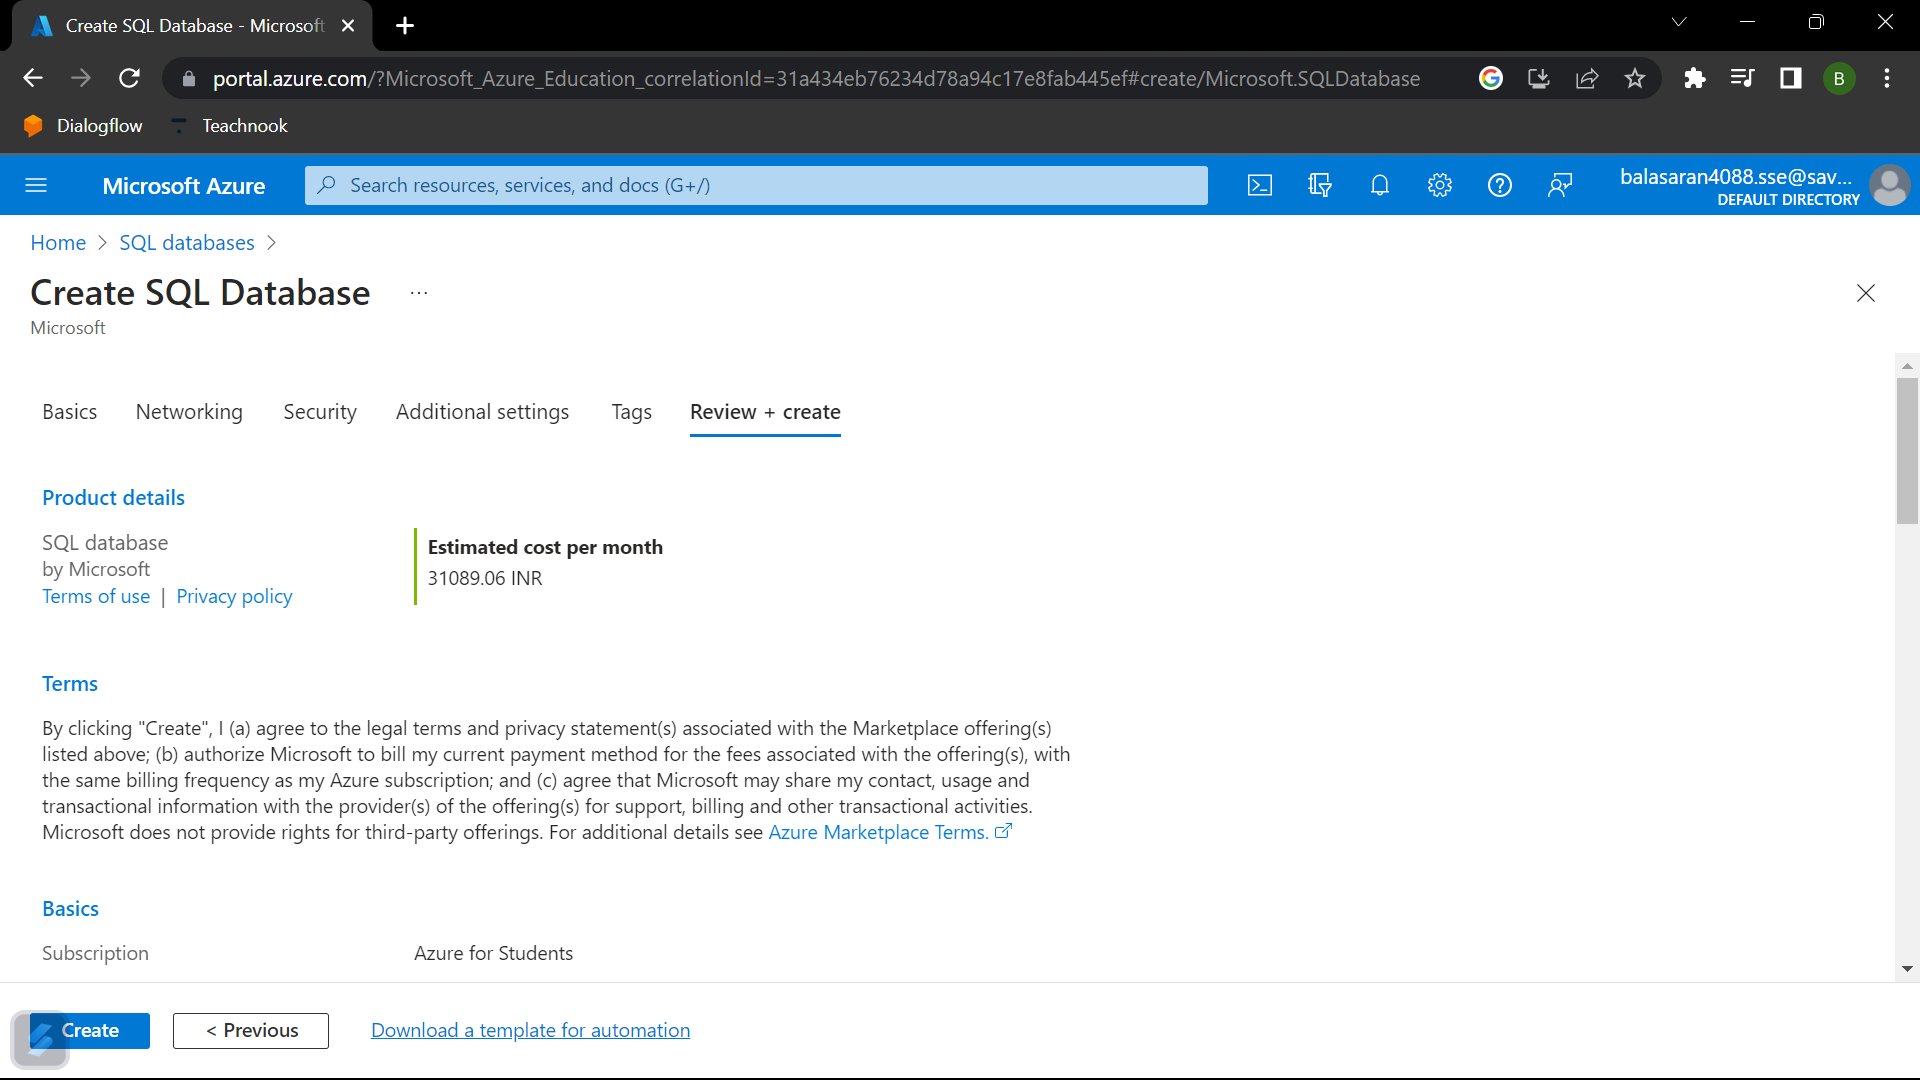 Create SQL Database - Microsoft
portal.azure.com/?Microsoft_Azure_Education_correlationId=31a434eb76234d78a94c17e8fab445ef#create/Microsoft.SQLDatabase
B
Dialogflow
Teachnook
Microsoft Azure
Search resources, services, and docs (G+/)
balasaran4088.sse@sav...
DEFAULT DIRECTORY
Home > SQL databases >
Create SQL Database ...
Microsoft
Basics Networking Security Additional settings Tags Review + create
Product details
SQL database
by Microsoft
Terms of use | Privacy policy
Estimated cost per month
31089.06 INR
Terms
By clicking "Create", I (a) agree to the legal terms and privacy statement(s) associated with the Marketplace offering(s)
listed above; (b) authorize Microsoft to bill my current payment method for the fees associated with the offering(s), with
the same billing frequency as my Azure subscription; and (c) agree that Microsoft may share my contact, usage and
transactional information with the provider(s) of the offering(s) for support, billing and other transactional activities.
Microsoft does not provide rights for third-party offerings. For additional details see Azure Marketplace Terms.
Basics
Subscription Azure for Students
Create < Previous Download a template for automation